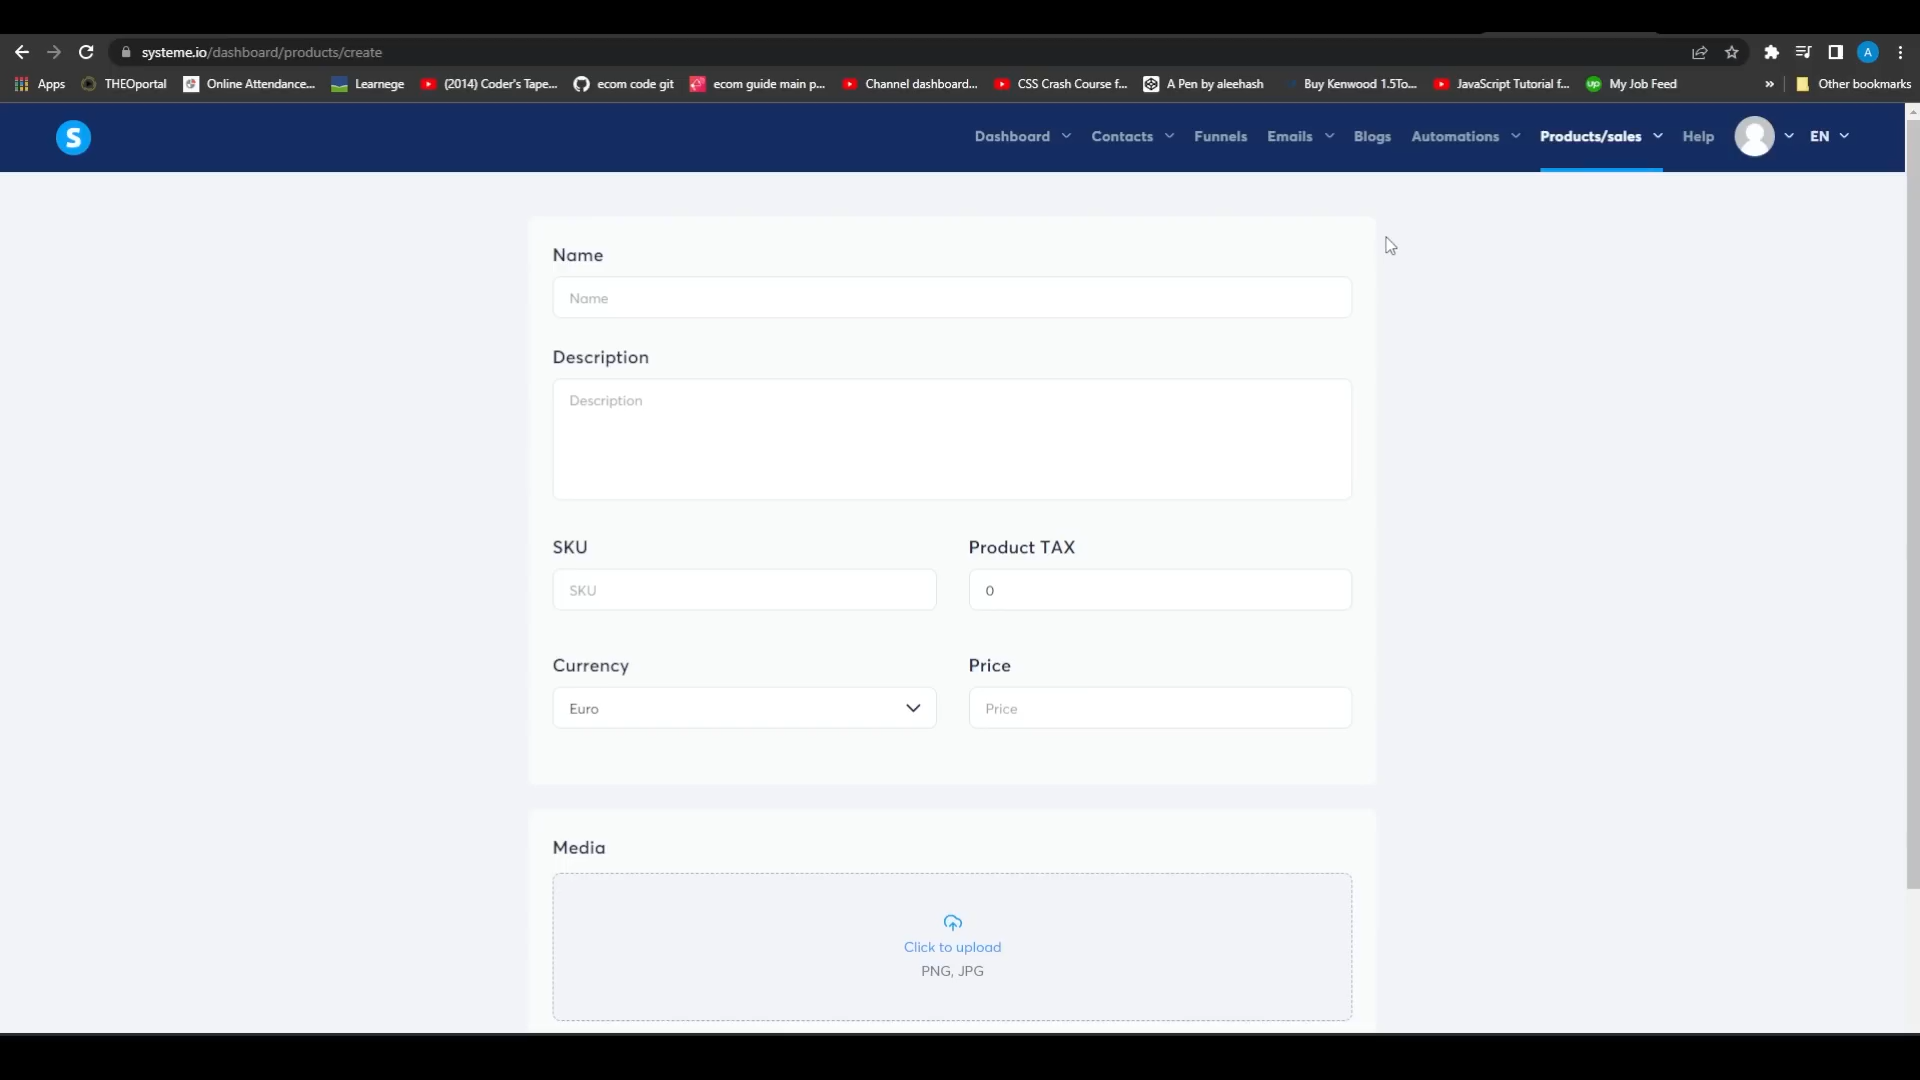 systeme.io/dashboard/products/create
A
Apps THEOportal Online Attendance... Learnege (2014) Coder's Tape... ecom code git ecom guide main p... Channel dashboard... CSS Crash Course f... A Pen by aleehash Buy Kenwood 1.5To... JavaScript Tutorial f... up My Job Feed » Other bookmarks
S Dashboard Contacts Funnels Emails Blogs Automations Products/sales Help EN
Name
Name
Description
Description
SKU Product TAX
SKU 0
Currency Price
Euro Price
Media
Click to upload
PNG, JPG